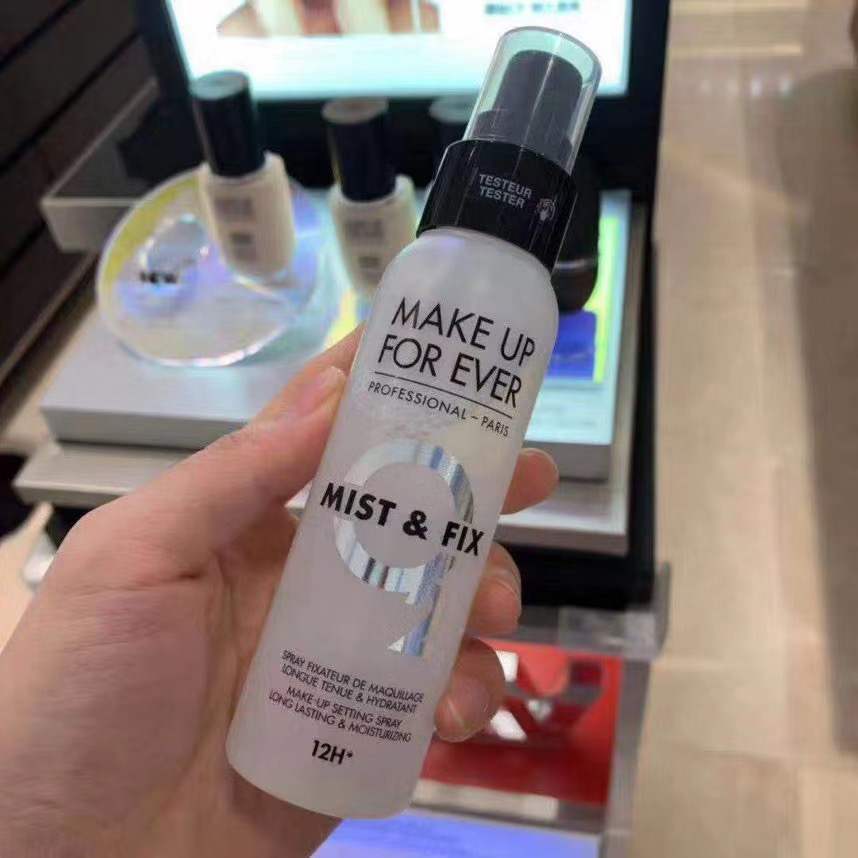 TESTEUR
TESTER
MAKE UP
FOR EVER
PROFESSIONAL – PARIS
MIST & FIX
SPRAY FIXATEUR DE MAQUILLAGE
LONGUE TENUE & HYDRATANT
MAKE-UP SETTING SPRAY
LONG LASTING & MOISTURIZING
12H*
NEW